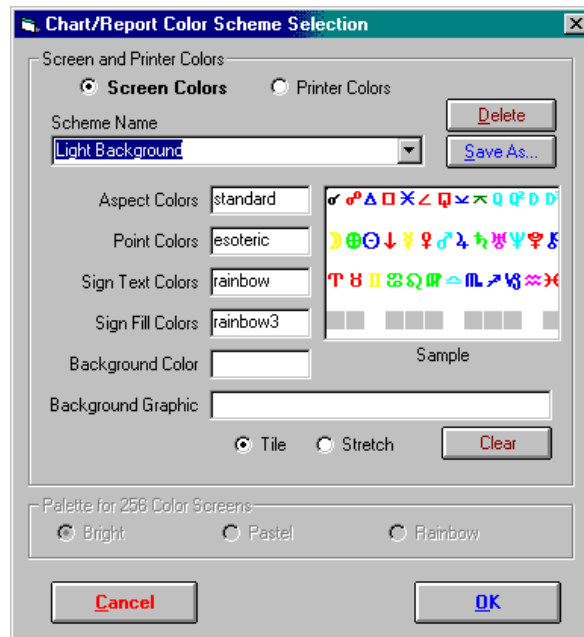 Chart/Report Color Scheme Selection
Screen and Printer Colors
Screen Colors Printer Colors
Scheme Name
Delete
Light Background
Save As...
Aspect Colors standard
Point Colors esoteric
Sign Text Colors rainbow
Sign Fill Colors rainbow3
Background Color
Sample
Background Graphic
Tile Stretch Clear
Palette for 256 Color Screens
Bright Pastel Rainbow
Cancel OK